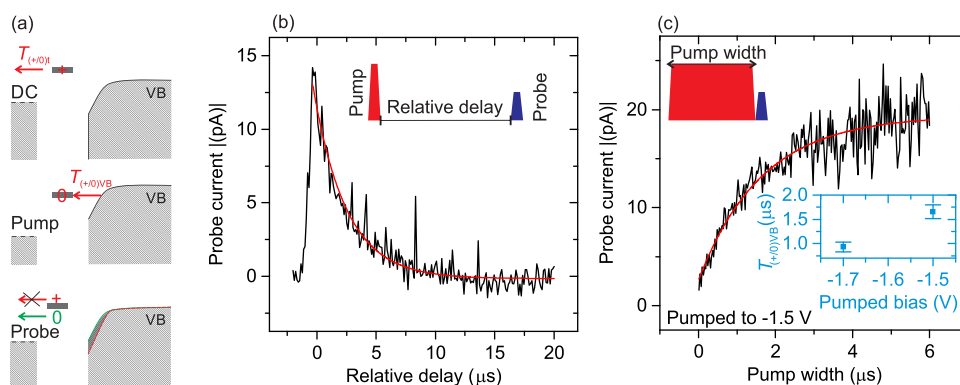 (a)
T(+/0)t
+
DC
VB
0
T(+/0)VB
VB
Pump
+
0
Probe
VB
(b)
Probe current |(pA)|
15
10
5
0
Pump
Relative delay
Probe
0
5
10
15
20
Relative delay (μs)
(c)
Probe current |(pA)|
20
10
0
Pump width
T(+/0)VB(μs)
2.0
1.5
1.0
-1.7
-1.6
-1.5
Pumped bias (V)
Pumped to -1.5 V
0
2
4
6
Pump width (μs)